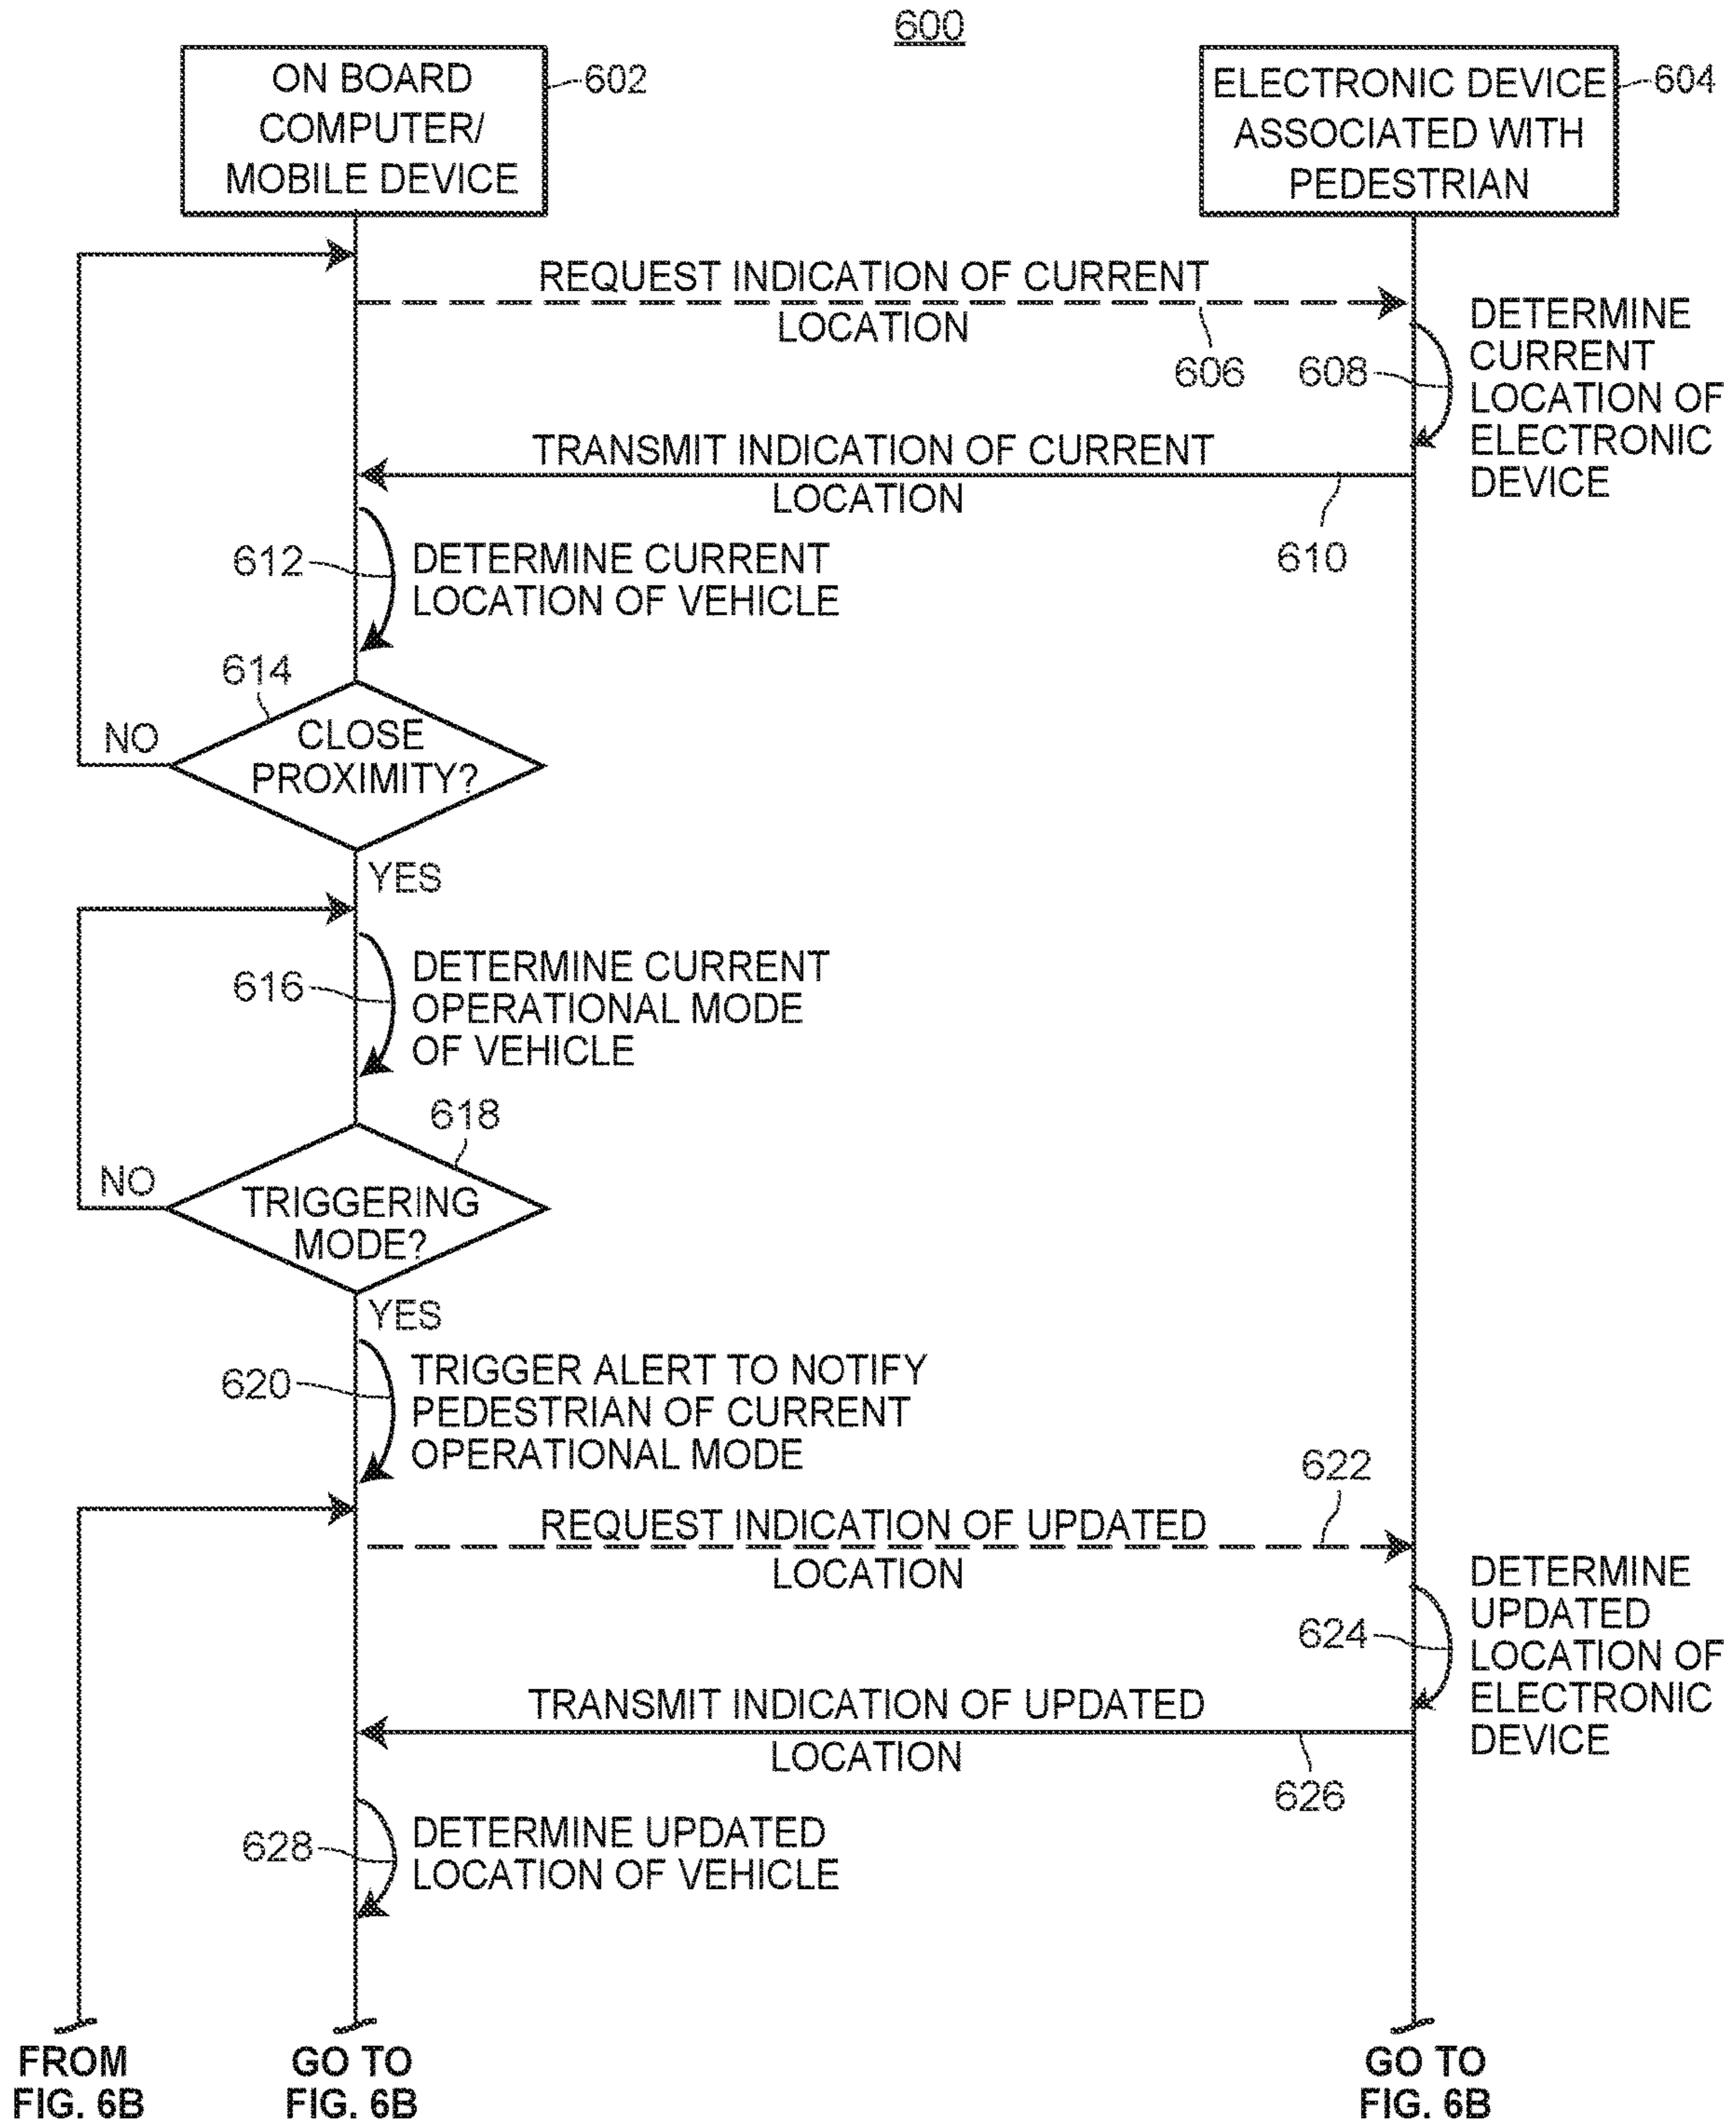 600
ON BOARD
COMPUTER/
MOBILE DEVICE
602
ELECTRONIC DEVICE
ASSOCIATED WITH
PEDESTRIAN
604
REQUEST INDICATION OF CURRENT
LOCATION
606
608
DETERMINE
CURRENT
LOCATION OF
ELECTRONIC
DEVICE
TRANSMIT INDICATION OF CURRENT
LOCATION
610
612
DETERMINE CURRENT
LOCATION OF VEHICLE
614
NO
CLOSE
PROXIMITY?
YES
616
DETERMINE CURRENT
OPERATIONAL MODE
OF VEHICLE
618
NO
TRIGGERING
MODE?
YES
620
TRIGGER ALERT TO NOTIFY
PEDESTRIAN OF CURRENT
OPERATIONAL MODE
622
REQUEST INDICATION OF UPDATED
LOCATION
624
DETERMINE
UPDATED
LOCATION OF
ELECTRONIC
DEVICE
TRANSMIT INDICATION OF UPDATED
LOCATION
626
628
DETERMINE UPDATED
LOCATION OF VEHICLE
FROM
FIG. 6B
GO TO
FIG. 6B
GO TO
FIG. 6B